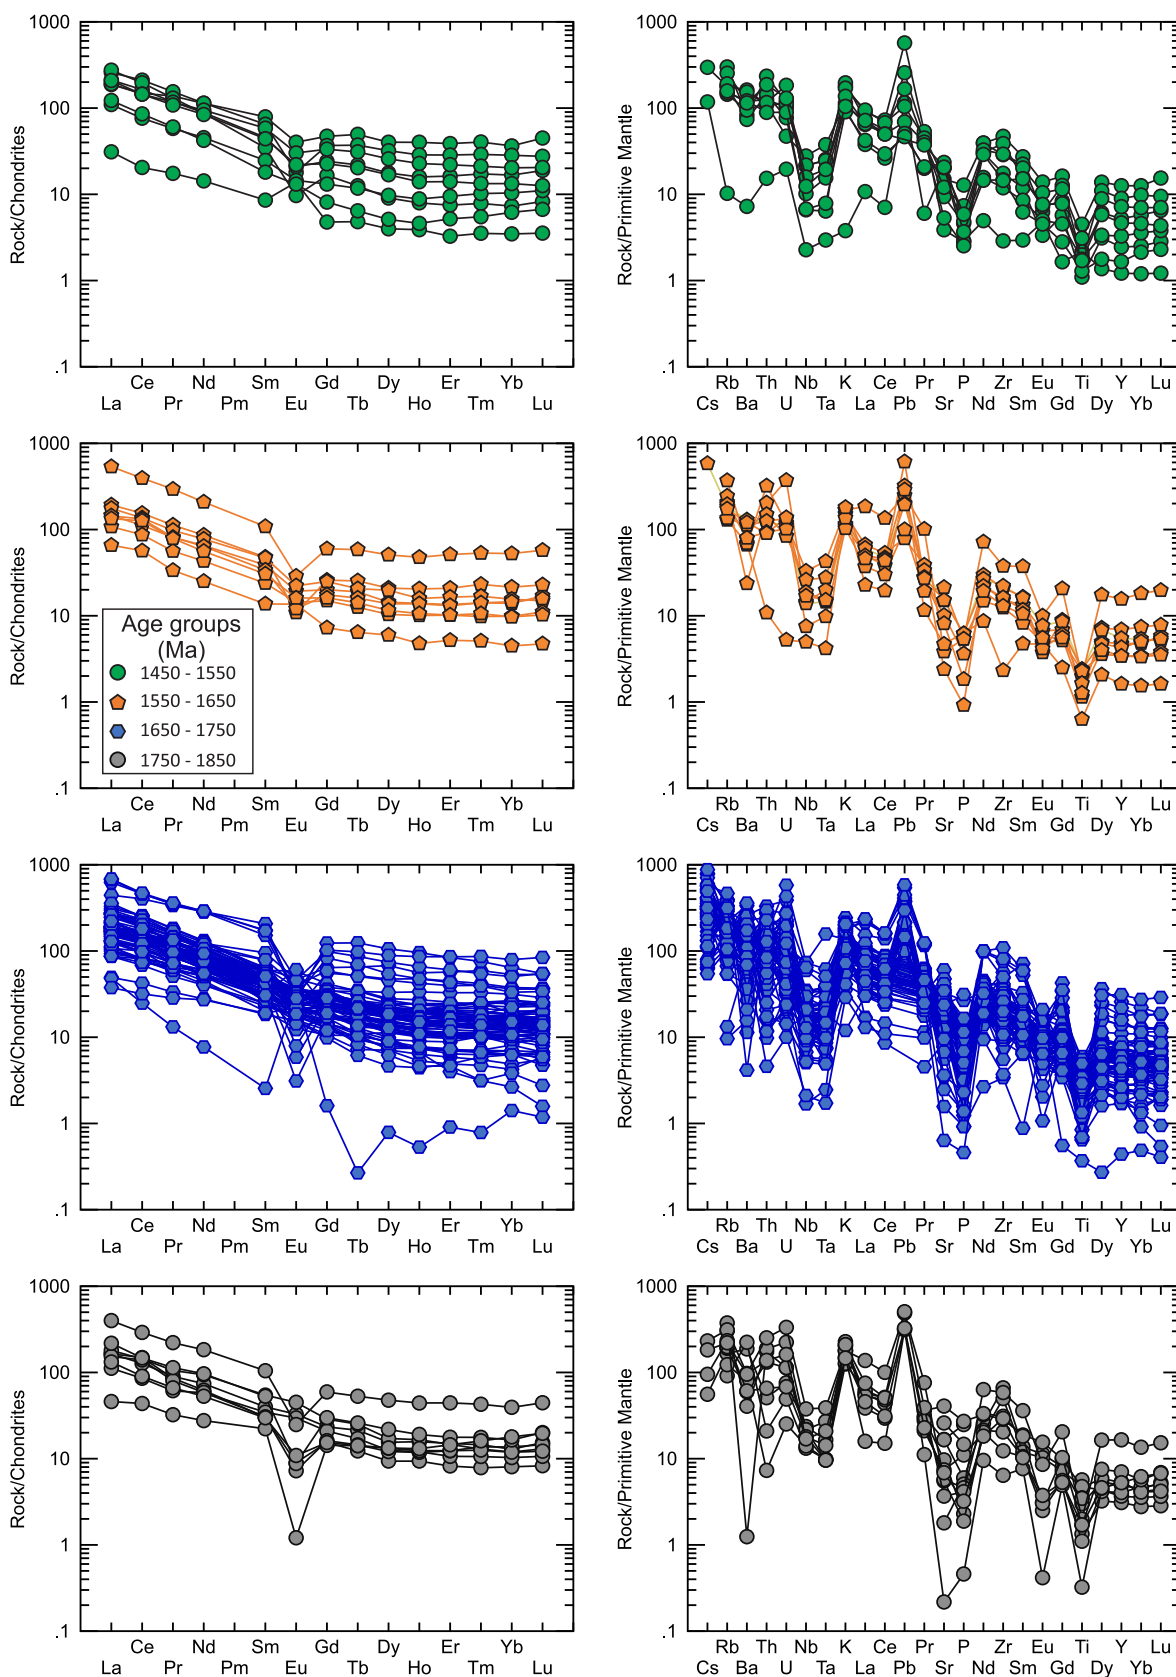 1000
100
10
1
.1
Rock/Chondrites
Ce Nd Sm Gd Dy Er Yb
La Pr Pm Eu Tb Ho Tm Lu
1000
100
10
1
.1
Rock/Primitive Mantle
Rb Th Nb K Ce Pr P Zr Eu Ti Y Lu
Cs Ba U Ta La Pb Sr Nd Sm Gd Dy Yb
1000
100
10
1
.1
Rock/Chondrites
Age groups
(Ma)
1450 - 1550
1550 - 1650
1650 - 1750
1750 - 1850
Ce Nd Sm Gd Dy Er Yb
La Pr Pm Eu Tb Ho Tm Lu
1000
100
10
1
.1
Rock/Primitive Mantle
Rb Th Nb K Ce Pr P Zr Eu Ti Y Lu
Cs Ba U Ta La Pb Sr Nd Sm Gd Dy Yb
1000
100
10
1
.1
Rock/Chondrites
Ce Nd Sm Gd Dy Er Yb
La Pr Pm Eu Tb Ho Tm Lu
1000
100
10
1
.1
Rock/Primitive Mantle
Rb Th Nb K Ce Pr P Zr Eu Ti Y Lu
Cs Ba U Ta La Pb Sr Nd Sm Gd Dy Yb
1000
100
10
1
.1
Rock/Chondrites
Ce Nd Sm Gd Dy Er Yb
La Pr Pm Eu Tb Ho Tm Lu
1000
100
10
1
.1
Rock/Primitive Mantle
Rb Th Nb K Ce Pr P Zr Eu Ti Y Lu
Cs Ba U Ta La Pb Sr Nd Sm Gd Dy Yb